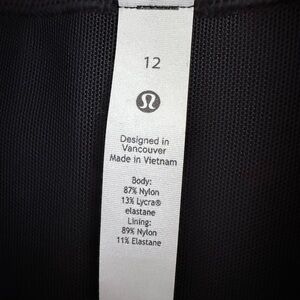 12
Designed in
Vancouver
Made in Vietnam
Body:
87% Nylon
13% Lycra®
elastane
Lining:
89% Nylon
11% Elastane